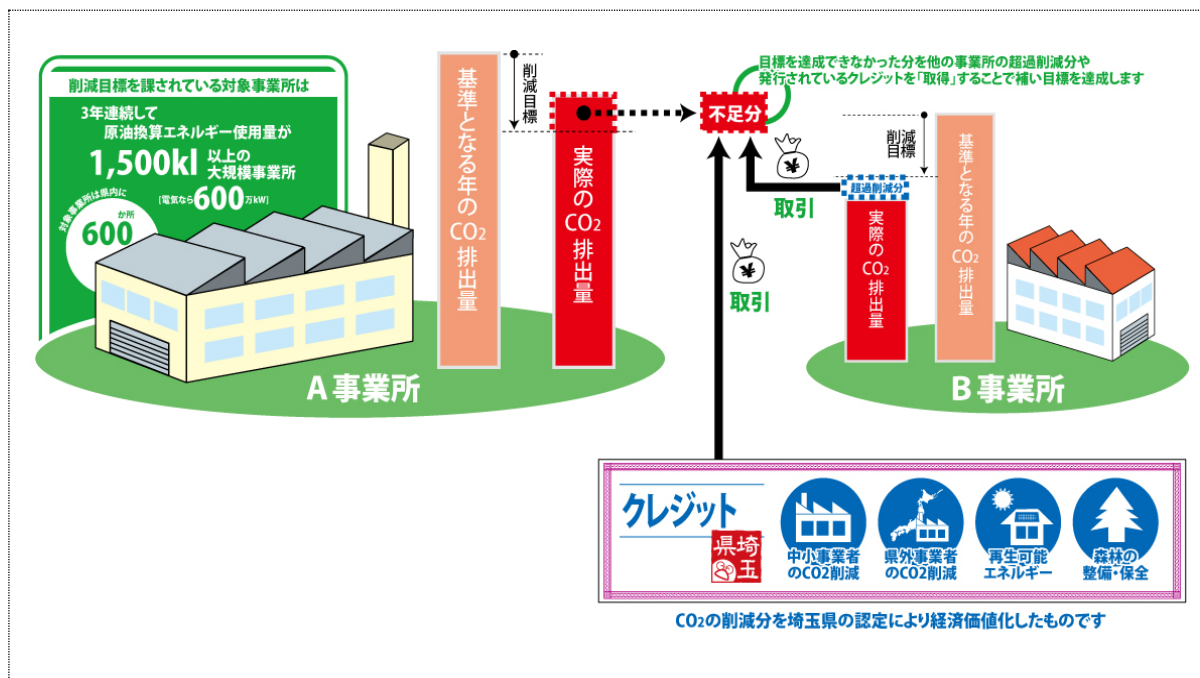 削減目標を課されている対象事業所は
3年連続して
原油換算エネルギー使用量が
1,500kl 以上の
大規模事業所
[電気なら600万kW]
対象事業所は県内に
600か所
基準となる年のCO2排出量
削減目標
実際のCO2排出量
A事業所
目標を達成できなかった分を他の事業所の超過削減分や
発行されているクレジットを「取得」することで補い目標を達成します
不足分
取引
取引
超過削減分
実際のCO2排出量
削減
目標
基準となる年のCO2排出量
B事業所
クレジット
埼玉県
中小事業者
のCO2削減
県外事業者
のCO2削減
再生可能
エネルギー
森林の
整備・保全
CO2の削減分を埼玉県の認定により経済価値化したものです